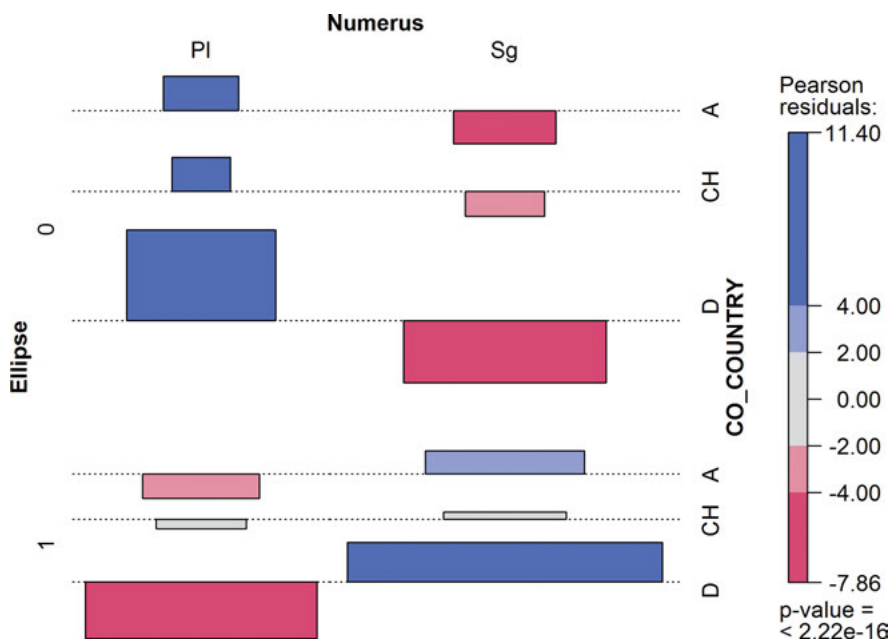 Numerus
Pl Sg
Ellipse
0
1
A
CH
D
A
CH
D
CO_COUNTRY
Pearson
residuals:
11.40
4.00
2.00
0.00
-2.00
-4.00
-7.86
p-value =
< 2.22e-16